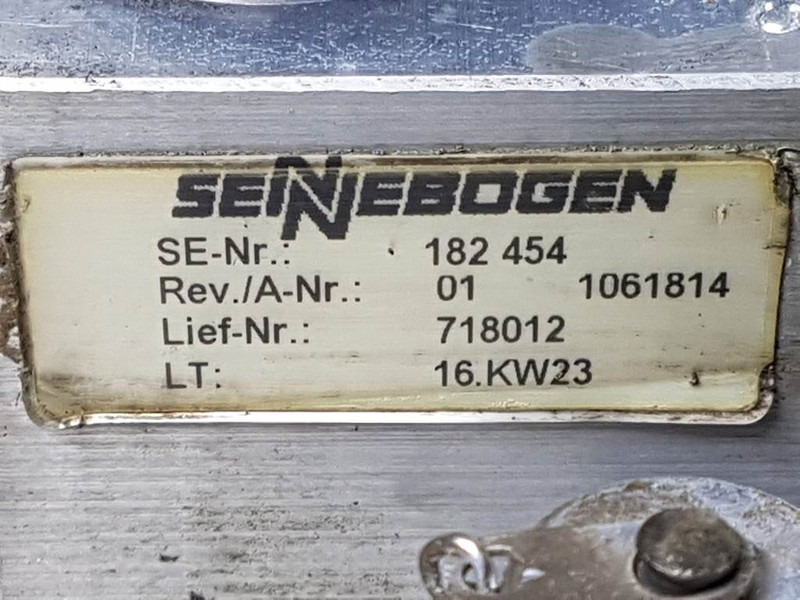 SENNEBOGEN
SE-Nr.: 182 454
Rev./A-Nr.: 01 1061814
Lief-Nr.: 718012
LT: 16.KW23